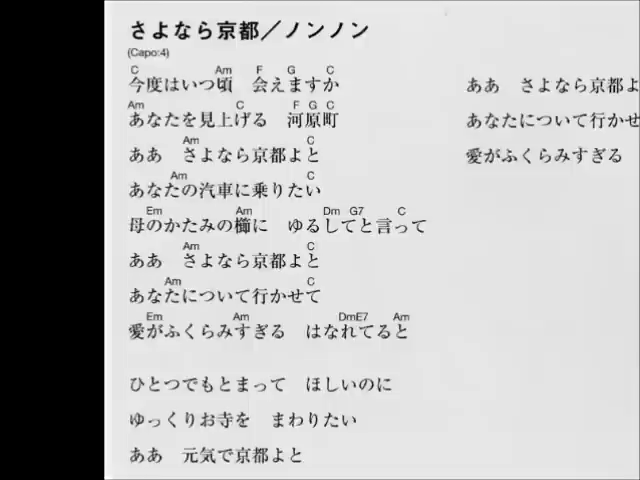 さよなら京都／ノンノン
(Capo:4)
C Am F G C
今度はいつ頃　会えますか
Am C F G C
あなたを見上げる　河原町
Am C
ああ　さよなら京都よと
Am C
あなたの汽車に乗りたい
Em Am Dm G7 C
母のかたみの櫛に　ゆるしてと言って
Am C
ああ　さよなら京都よと
Am C
あなたについて行かせて
Em Am DmE7 Am
愛がふくらみすぎる　はなれてると
ひとつでもとまって　ほしいのに
ゆっくりお寺を　まわりたい
ああ　元気で京都よと
ああ　さよなら京都よ
あなたについて行かせ
愛がふくらみすぎる